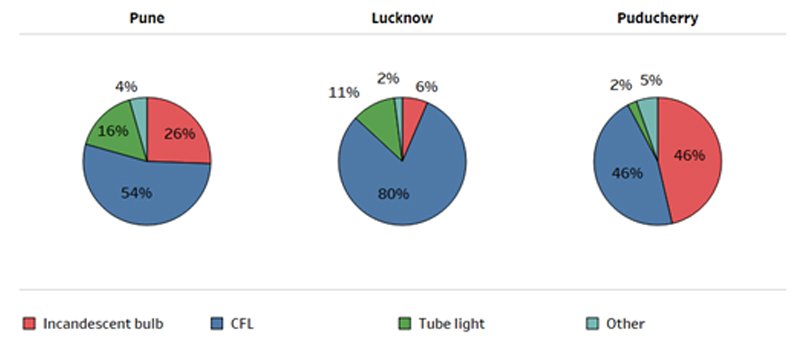 Pune Lucknow Puducherry
4% 16% 26% 54%
11% 2% 6% 80%
2% 5% 46% 46%
Incandescent bulb CFL Tube light Other